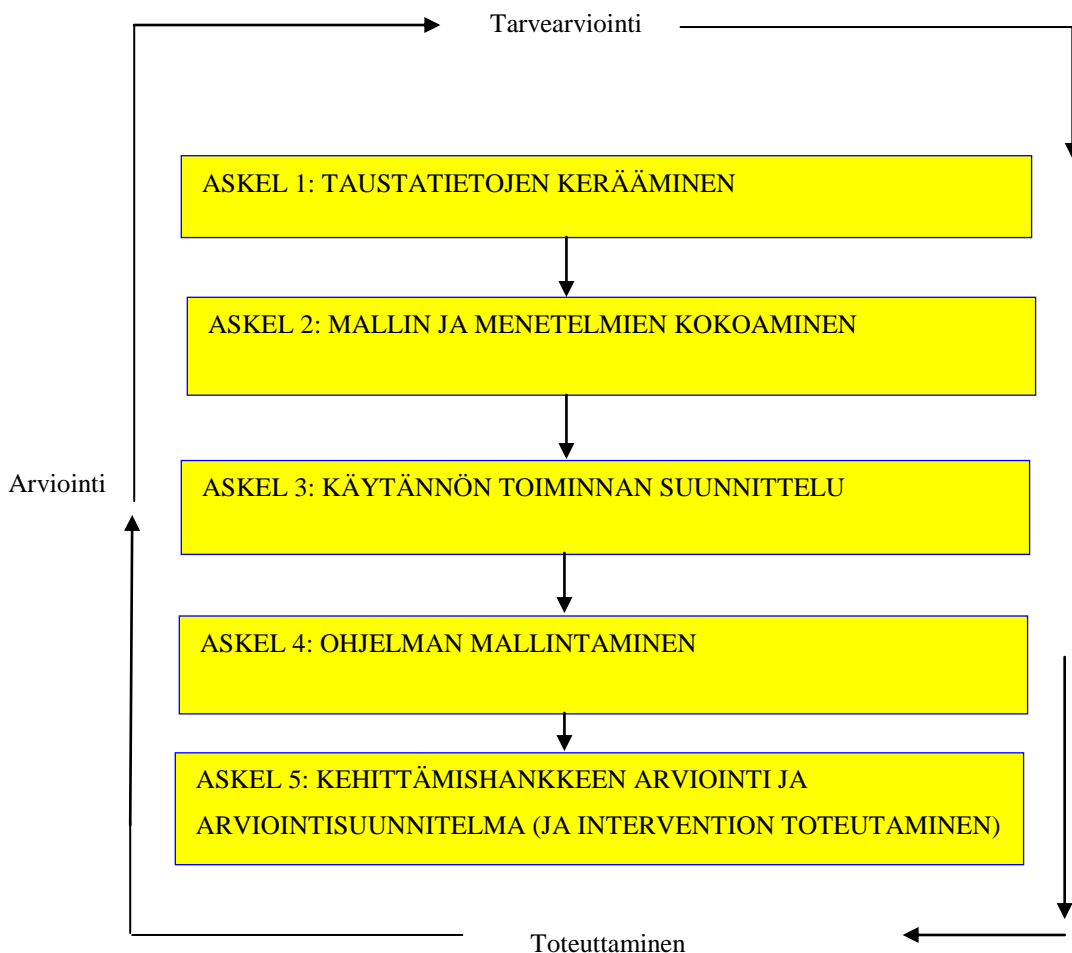 Tarvearviointi
ASKEL 1: TAUSTATIETOJEN KERÄÄMINEN
ASKEL 2: MALLIN JA MENETELMIEN KOKOAMINEN
Arviointi
ASKEL 3: KÄYTÄNNÖN TOIMINNAN SUUNNITTELU
ASKEL 4: OHJELMAN MALLINTAMINEN
ASKEL 5: KEHITTÄMISHANKKEEN ARVIOINTI JA
ARVIOINTISUUNNITELMA (JA INTERVENTION TOTEUTAMINEN)
Toteuttaminen